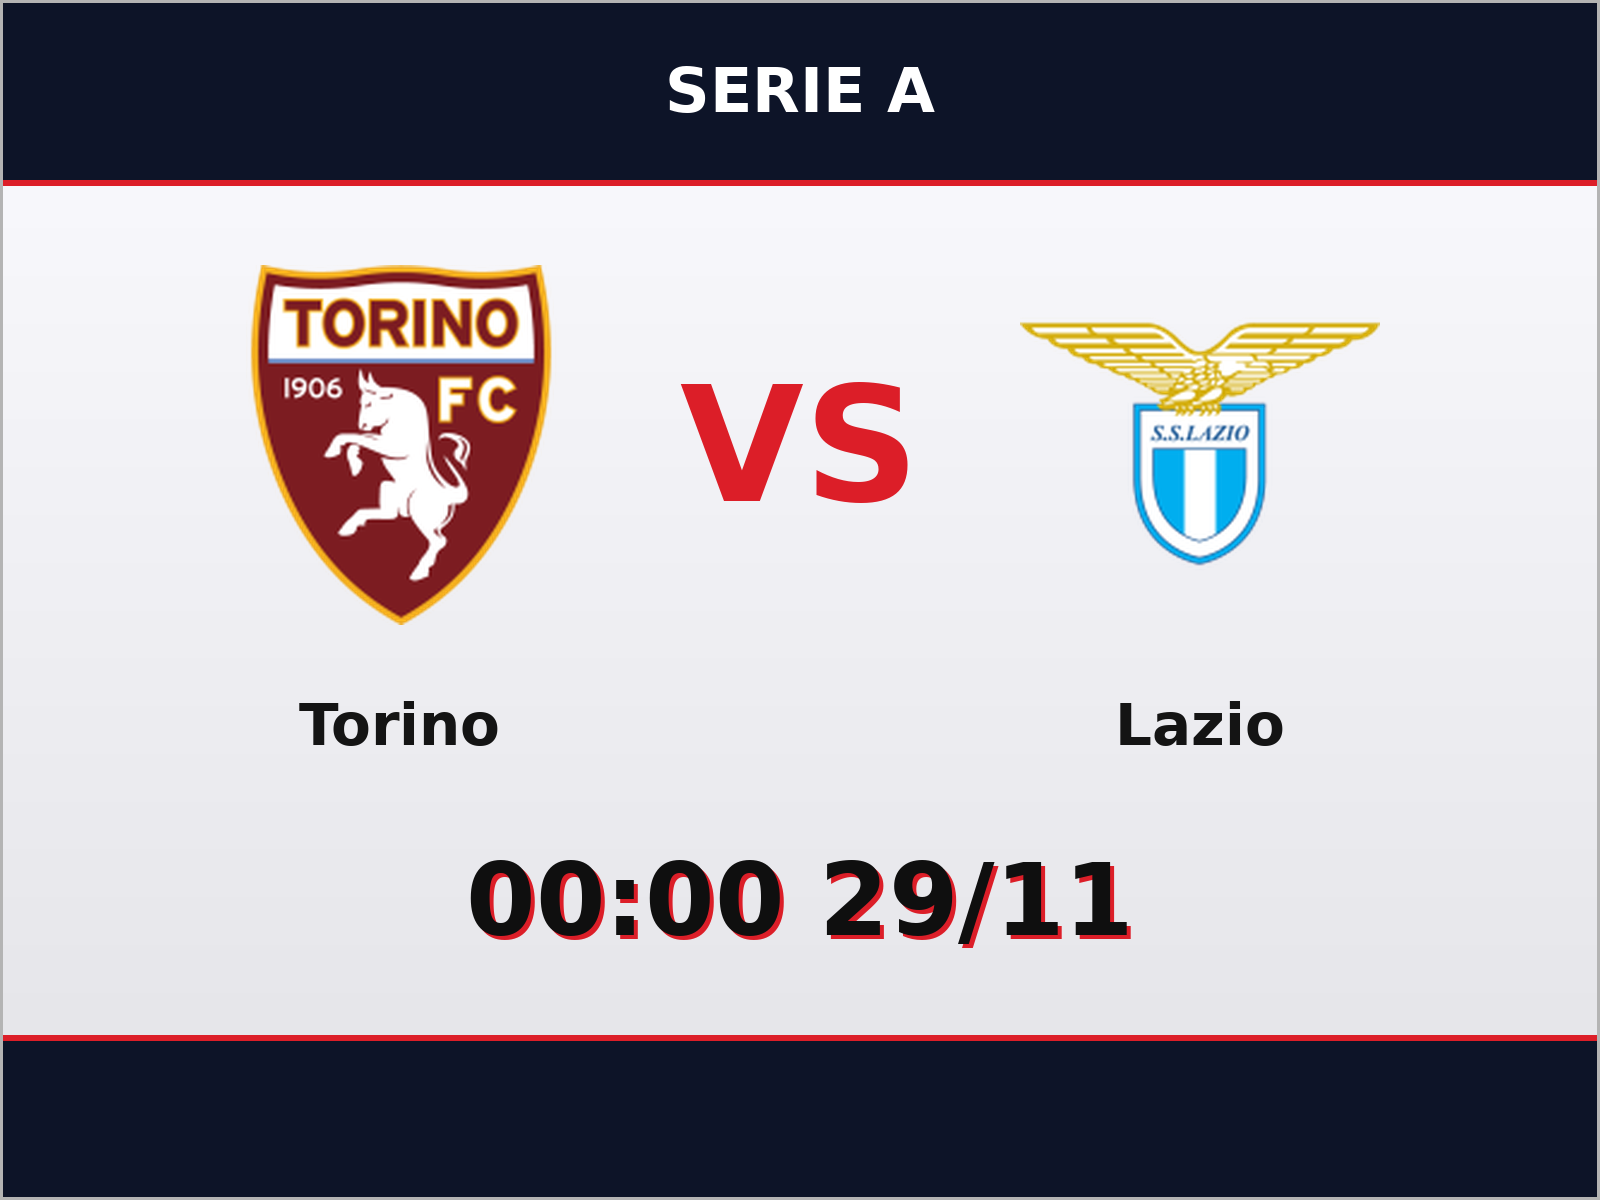 SERIE A
TORINO
1906 FC
VS
S.S.LAZIO
Torino
Lazio
00:00 29/11